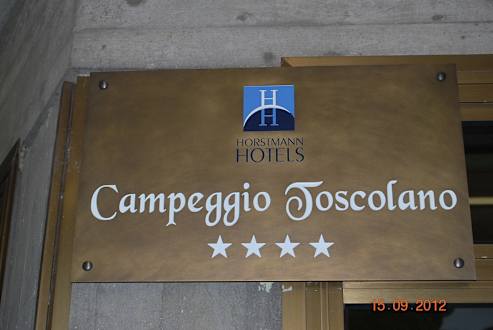 H
H
HORSTMANN
HOTELS
Campeggio Toscolano
15.09.2012